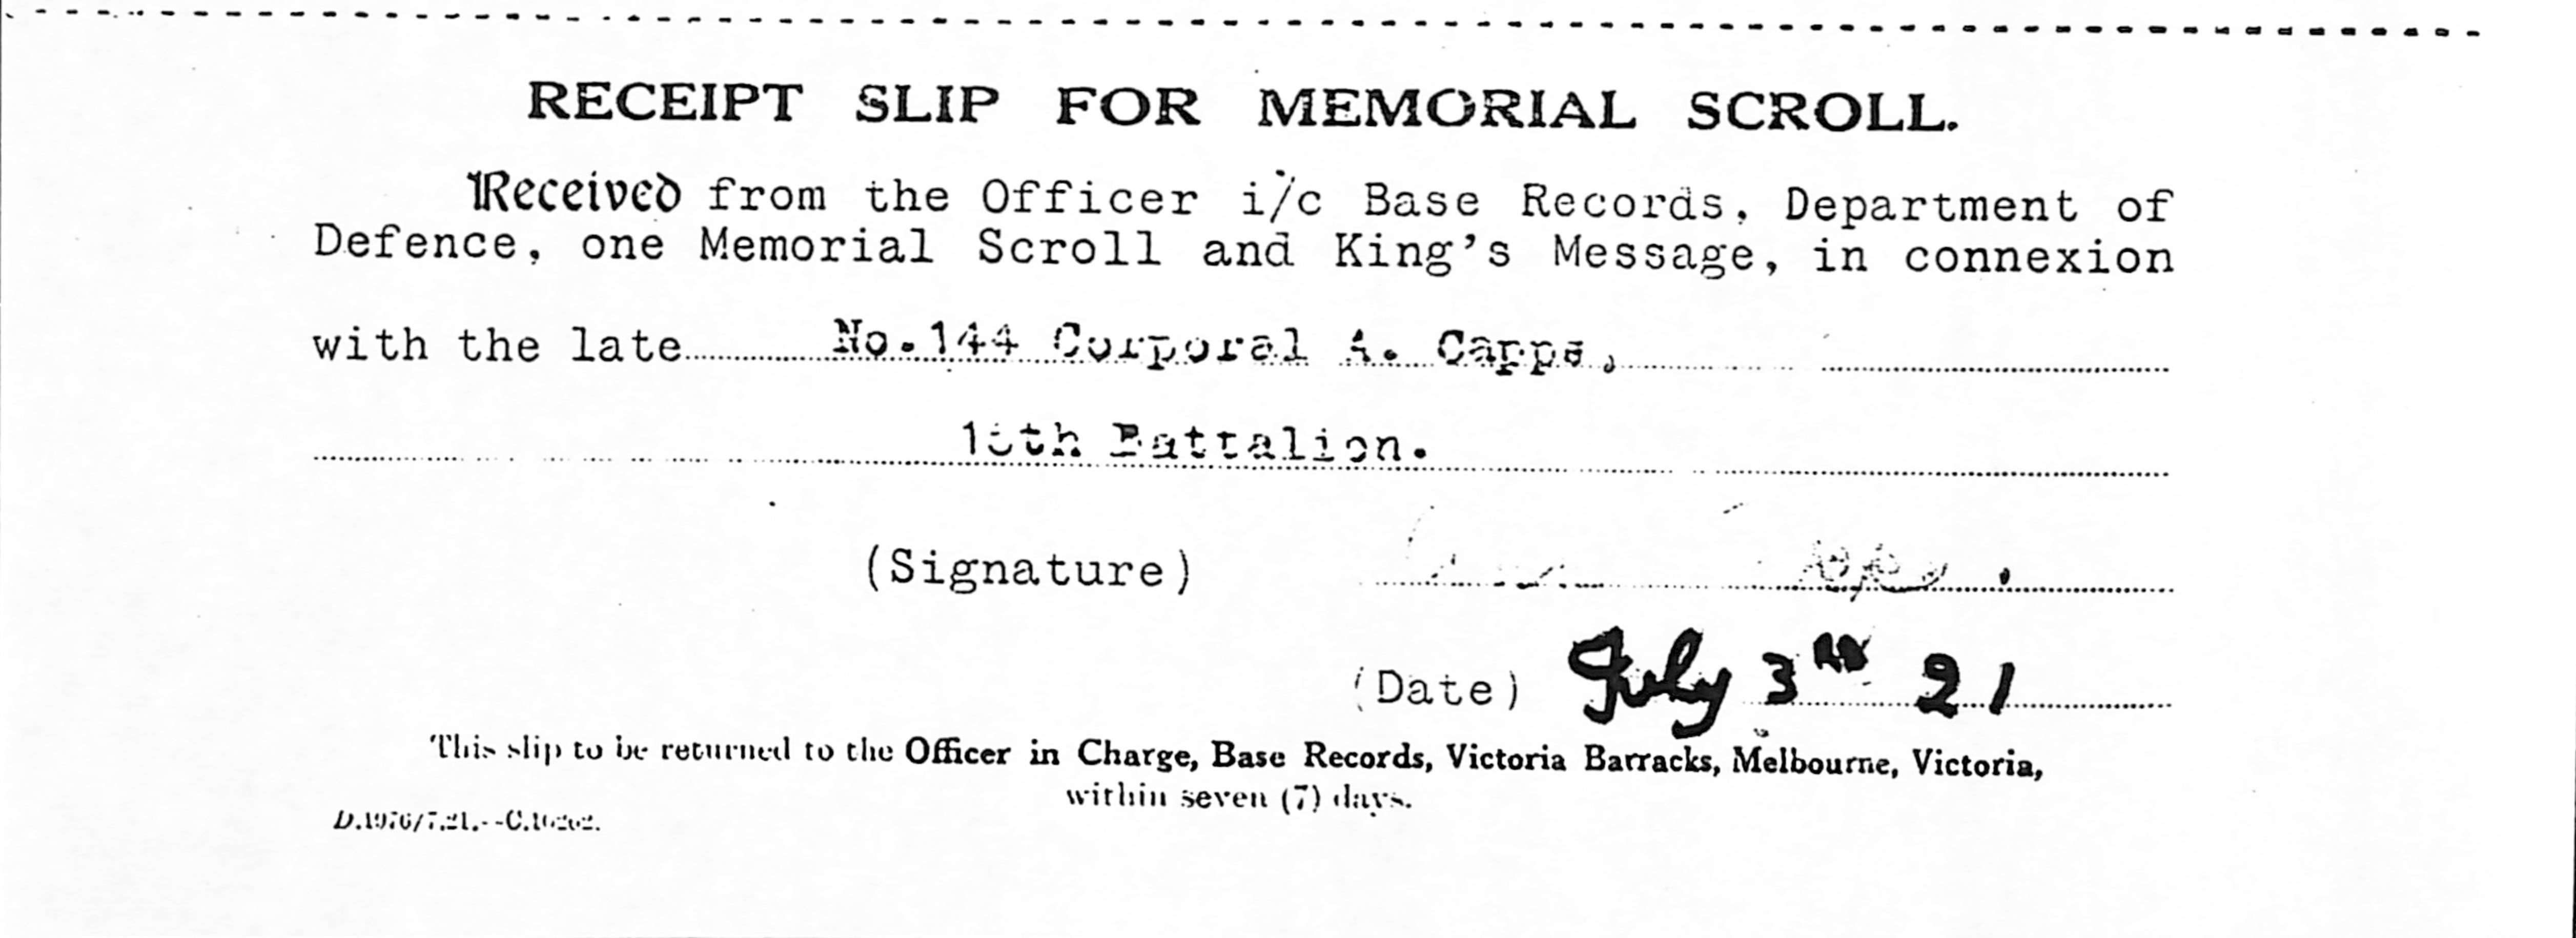 RECEIPT SLIP FOR MEMORIAL SCROLL.
Received from the Officer i/c Base Records, Department of
Defence, one Memorial Scroll and King's Message, in connexion
with the late No.144 Corporal A. Capps,
Battalion.
(Signature)
(Date) July 3rd 21
This slip to be returned to the Officer in Charge, Base Records, Victoria Barracks, Melbourne, Victoria,
within seven (7) days.